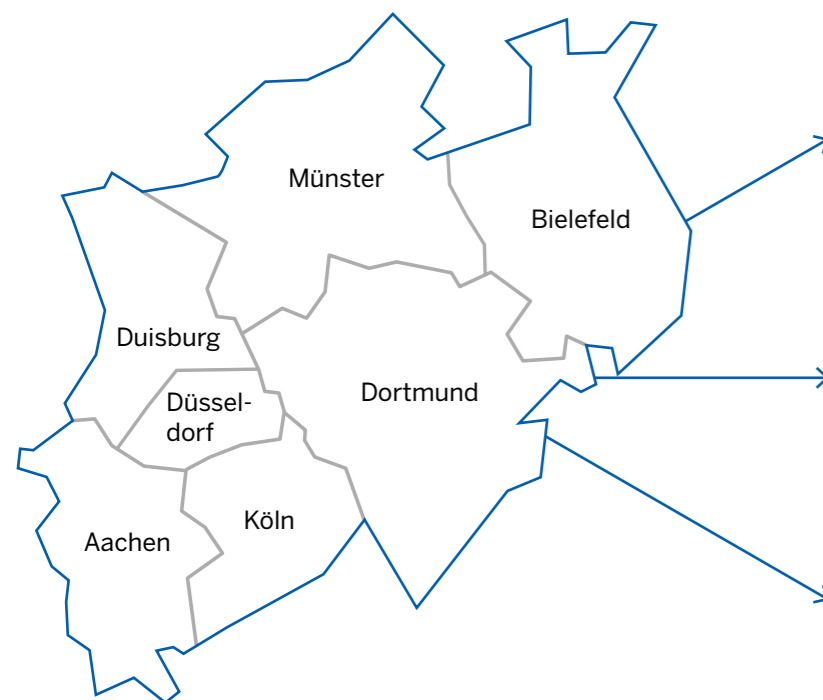 Münster
Bielefeld
Duisburg
Dortmund
Düssel-
dorf
Köln
Aachen